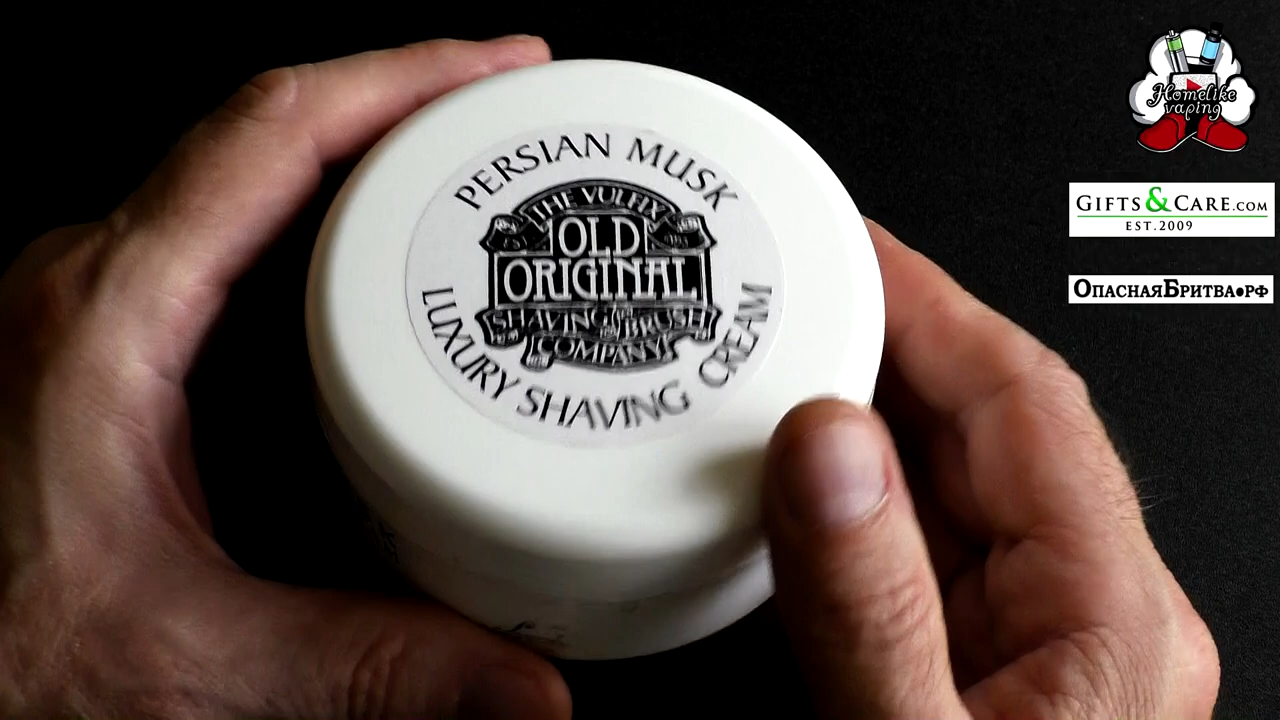 PERSIAN MUSK
THE VULFIX
OLD
ORIGINAL
SHAVING BRUSH
COMPANY
LUXURY SHAVING CREAM
Homelike
vaping
GIFTS&CARE.COM
EST.2009
ОПАСНАЯБРИТВА.РФ